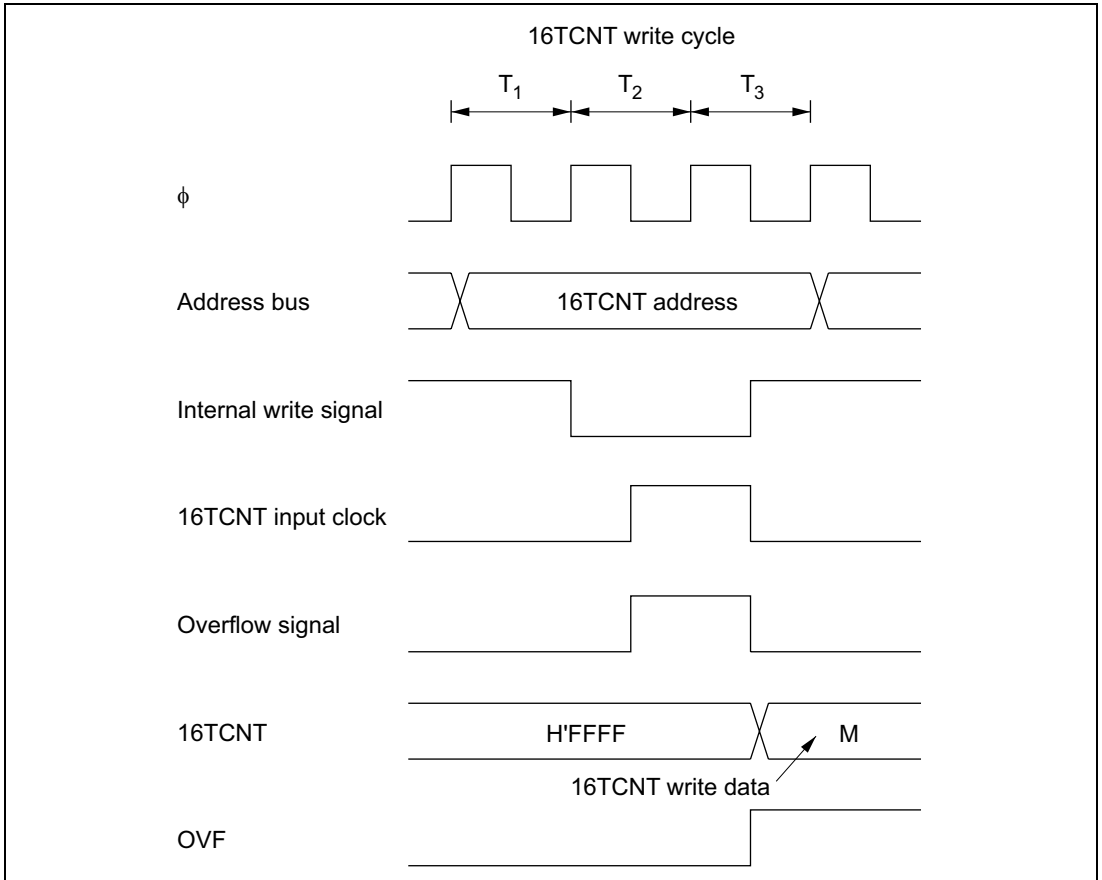 16TCNT write cycle
T1 T2 T3
ϕ
Address bus 16TCNT address
Internal write signal
16TCNT input clock
Overflow signal
16TCNT H'FFFF M
16TCNT write data
OVF